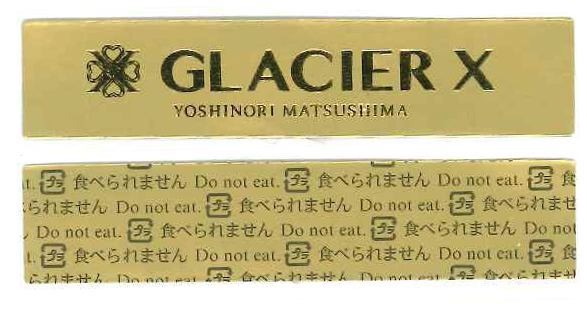 GLACIER X
YOSHINORI MATSUSHIMA
t. プラ 食べられません Do not eat. プラ 食べられません Do not eat. プラ 食
られません Do not eat. プラ 食べられません Do not eat. プラ 食べられませ
Do not eat. プラ 食べられません Do not eat. プラ 食べられません Do not
t. プラ 食べられません Do not eat. プラ 食べられません Do not eat. プラ 食
られません Do not eat. プラ 食べられません Do not eat. プラ 食べられませ